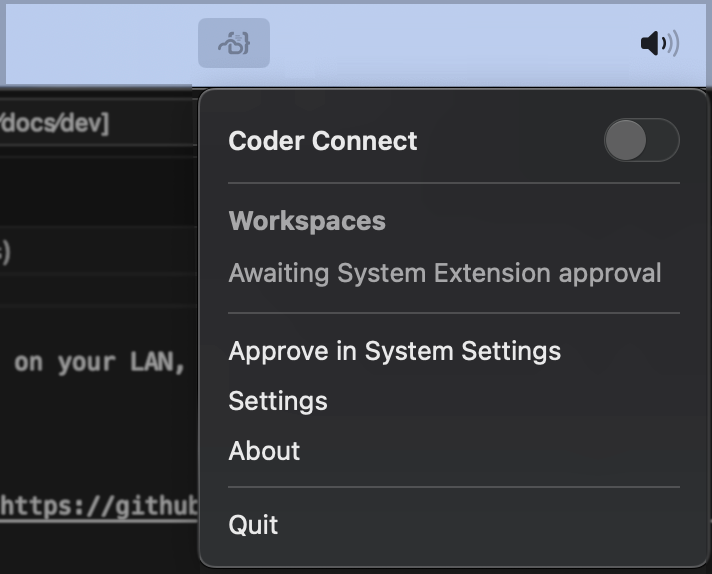 /docs/dev]
Coder Connect
Workspaces
)
Awaiting System Extension approval
Approve in System Settings
on your LAN,
Settings
About
https://github
Quit